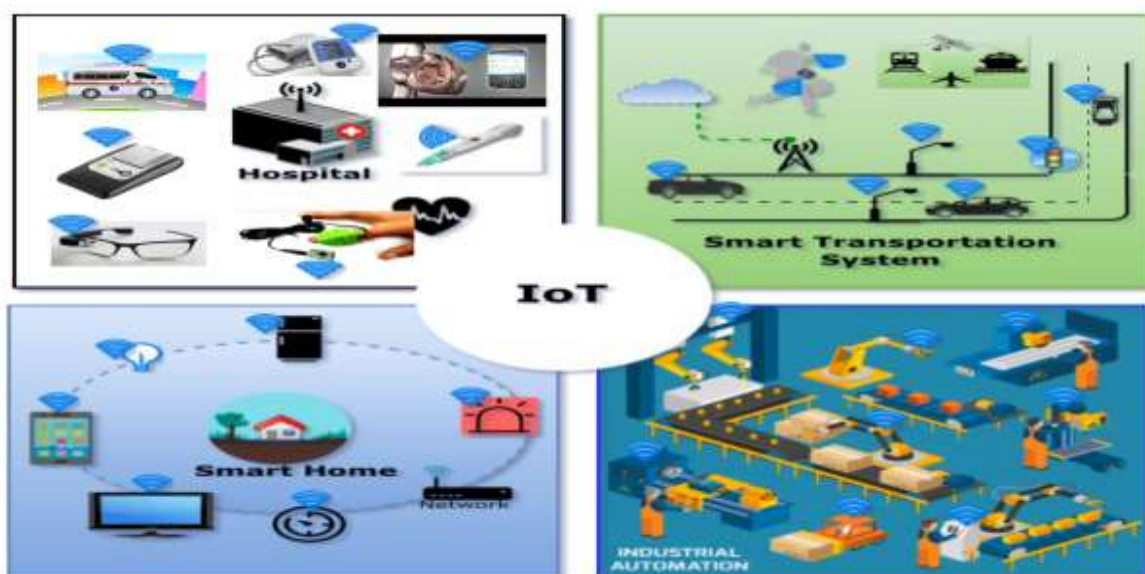 Hospital
Smart Transportation
System
IoT
Smart Home
Network
INDUSTRIAL
AUTOMATION